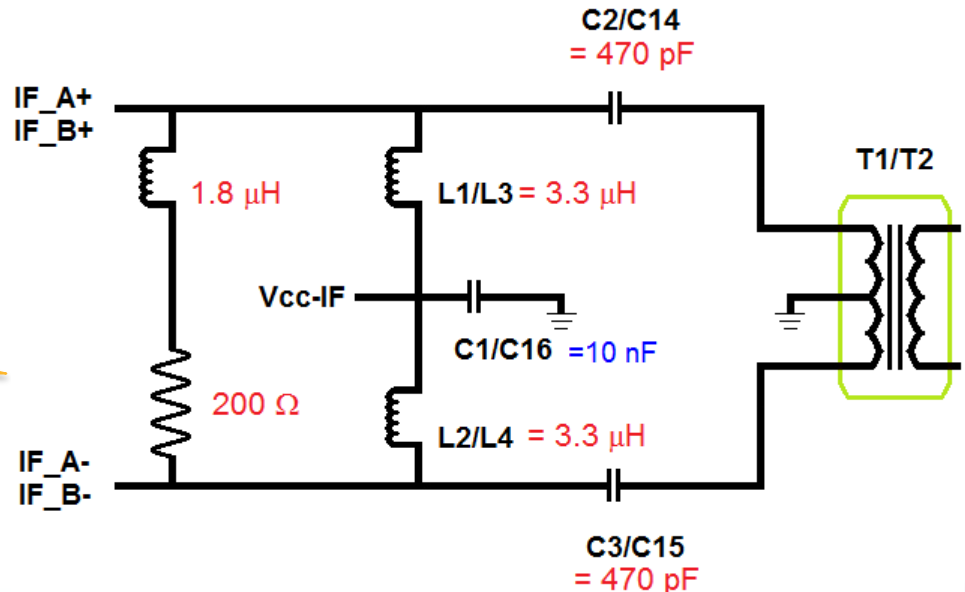 C2/C14
= 470 pF
IF_A+
IF_B+
T1/T2
1.8 μH
L1/L3 = 3.3 μH
Vcc-IF
C1/C16 =10 nF
200 Ω
L2/L4 = 3.3 μH
IF_A-
IF_B-
C3/C15
= 470 pF